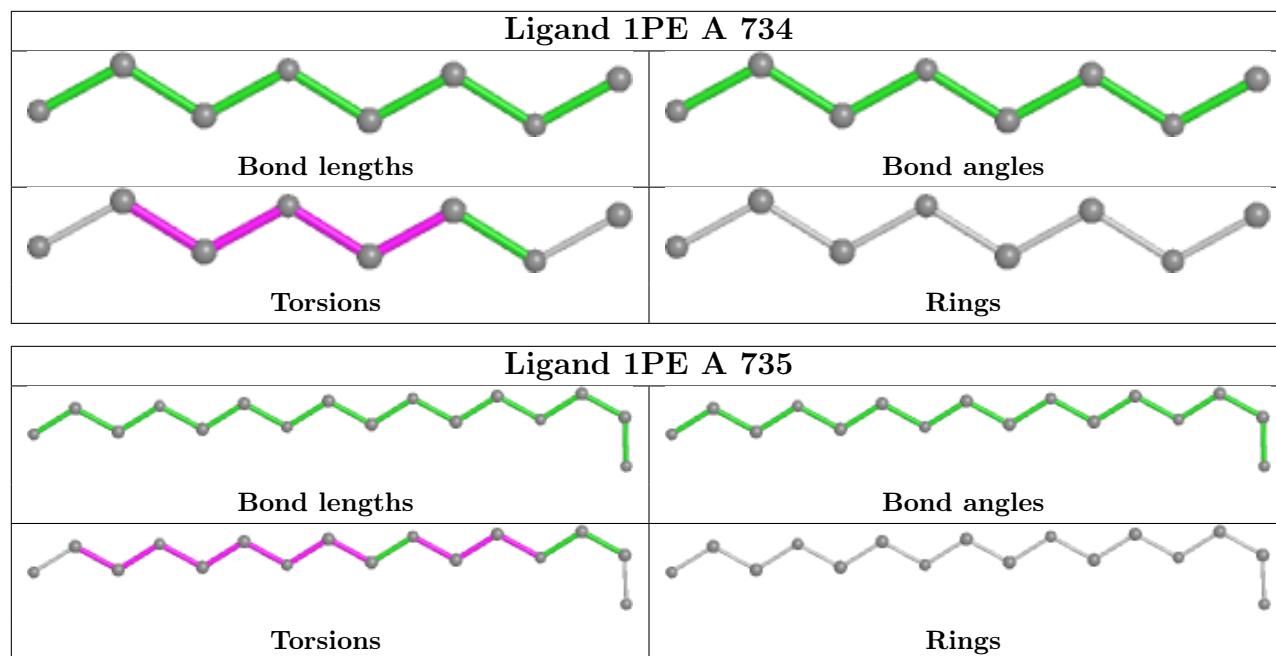 Ligand 1PE A 734
Bond lengths
Bond angles
Torsions
Rings
Ligand 1PE A 735
Bond lengths
Bond angles
Torsions
Rings